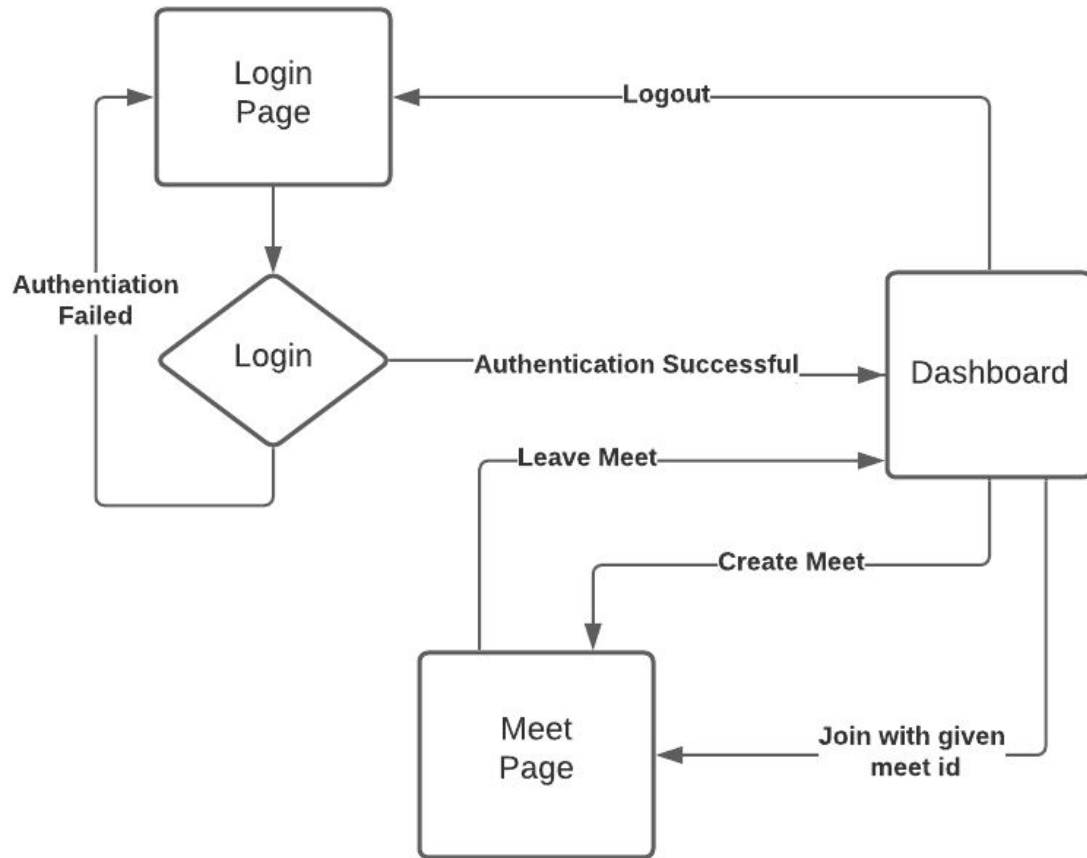 Login
Page
Logout
Authentiation
Failed
Login
Authentication Successful
Dashboard
Leave Meet
Create Meet
Meet
Page
Join with given
meet id